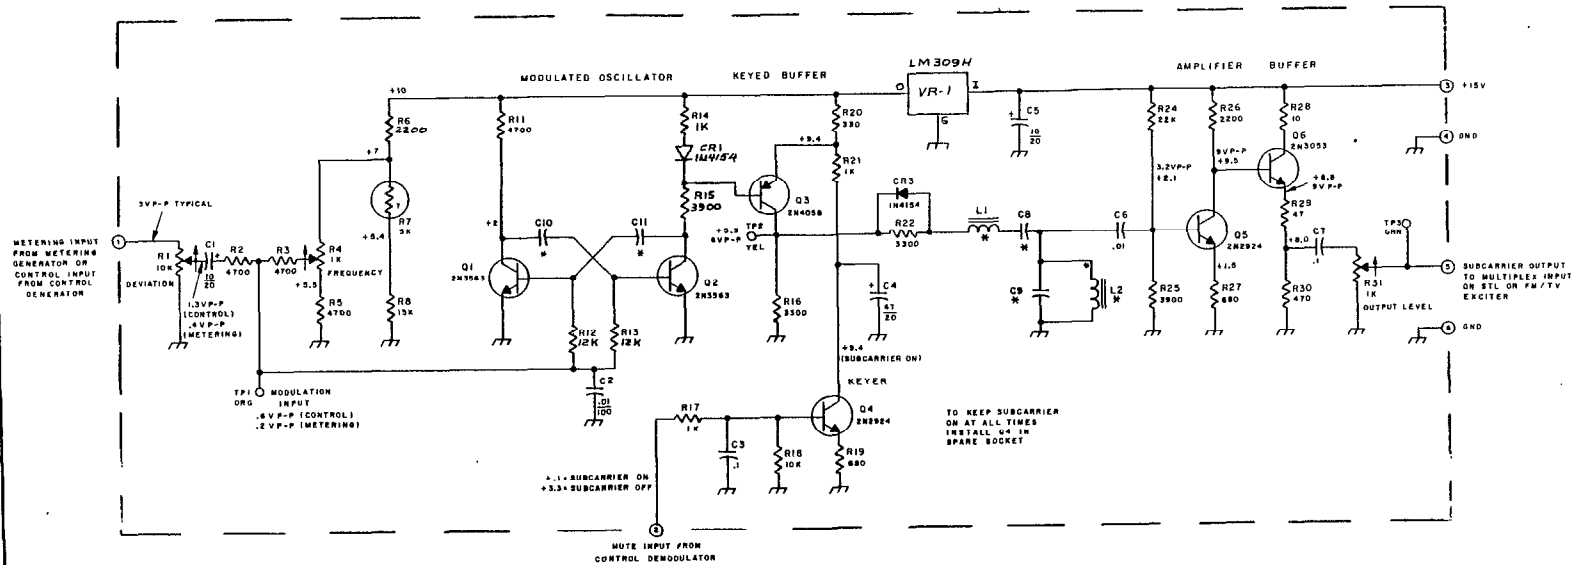 LM309H
MODULATED OSCILLATOR
KEYED BUFFER
AMPLIFIER BUFFER
O VR-1 I
G
3 +15V
4 GND
+10
R6
2200
R11
4700
R14
1K
CR1
1N4154
R20
330
C5
+
10
20
R24
22K
R26
2200
R28
10
Q6
2N3053
+7
+9.4
R21
1K
9VP-P
+9.5
3.2VP-P
+2.1
+8.8
9VP-P
T
R7
5K
R15
3900
Q3
2N4058
CR3
1N4154
R22
3300
L1
C8
*
C6
.01
R29
47
3VP-P TYPICAL
+2
C10
*
C11
*
TP2
YEL
6VP-P
Q5
2N2924
+8.0
C7
.1
TP3
GRN
METERING INPUT
FROM METERING
GENERATOR OR
CONTROL INPUT
FROM CONTROL
GENERATOR
1
R1
10K
DEVIATION
C1
+
10
20
R2
4700
R3
4700
R4
1K
FREQUENCY
+5.5
+6.4
R5
4700
R8
15K
Q1
2N3563
Q2
2N3563
1.3VP-P
(CONTROL)
.4VP-P
(METERING)
R12
12K
R13
12K
R16
3300
C4
+
47
20
C9
*
*
L2
*
R25
3900
+1.5
R27
680
R30
470
R31
1K
OUTPUT LEVEL
5
SUBCARRIER OUTPUT
TO MULTIPLEX INPUT
ON STL OR FM/TV
EXCITER
6 GND
+9.4
(SUBCARRIER ON)
KEYER
TP1
ORG
MODULATION
INPUT
.6 VP-P (CONTROL)
.2 VP-P (METERING)
C2
.01
100
R17
1K
C3
.1
R18
10K
Q4
2N2924
R19
680
TO KEEP SUBCARRIER
ON AT ALL TIMES
INSTALL Q4 IN
SPARE SOCKET
+.1 = SUBCARRIER ON
+3.3 = SUBCARRIER OFF
2
MUTE INPUT FROM
CONTROL DEMODULATOR